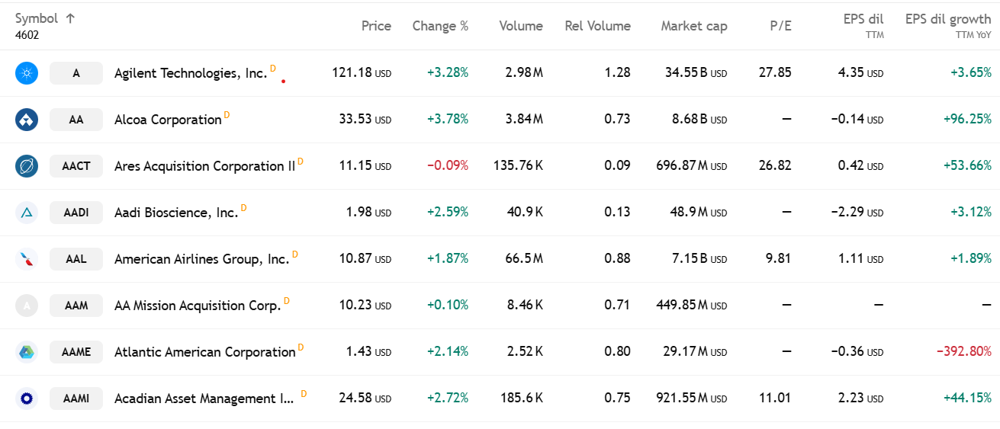 Symbol ↑ Price Change % Volume Rel Volume Market cap P/E EPS dil EPS dil growth
4602 TTM TTM YoY
A Agilent Technologies, Inc. D 121.18 USD +3.28% 2.98 M 1.28 34.55 B USD 27.85 4.35 USD +3.65%
AA Alcoa Corporation D 33.53 USD +3.78% 3.84 M 0.73 8.68 B USD — −0.14 USD +96.25%
AACT Ares Acquisition Corporation II D 11.15 USD −0.09% 135.76 K 0.09 696.87 M USD 26.82 0.42 USD +53.66%
AADI Aadi Bioscience, Inc. D 1.98 USD +2.59% 40.9 K 0.13 48.9 M USD — −2.29 USD +3.12%
AAL American Airlines Group, Inc. D 10.87 USD +1.87% 66.5 M 0.88 7.15 B USD 9.81 1.11 USD +1.89%
A AAM AA Mission Acquisition Corp. D 10.23 USD +0.10% 8.46 K 0.71 449.85 M USD — — —
AAME Atlantic American Corporation D 1.43 USD +2.14% 2.52 K 0.80 29.17 M USD — −0.36 USD −392.80%
AAMI Acadian Asset Management I... D 24.58 USD +2.72% 185.6 K 0.75 921.55 M USD 11.01 2.23 USD +44.15%